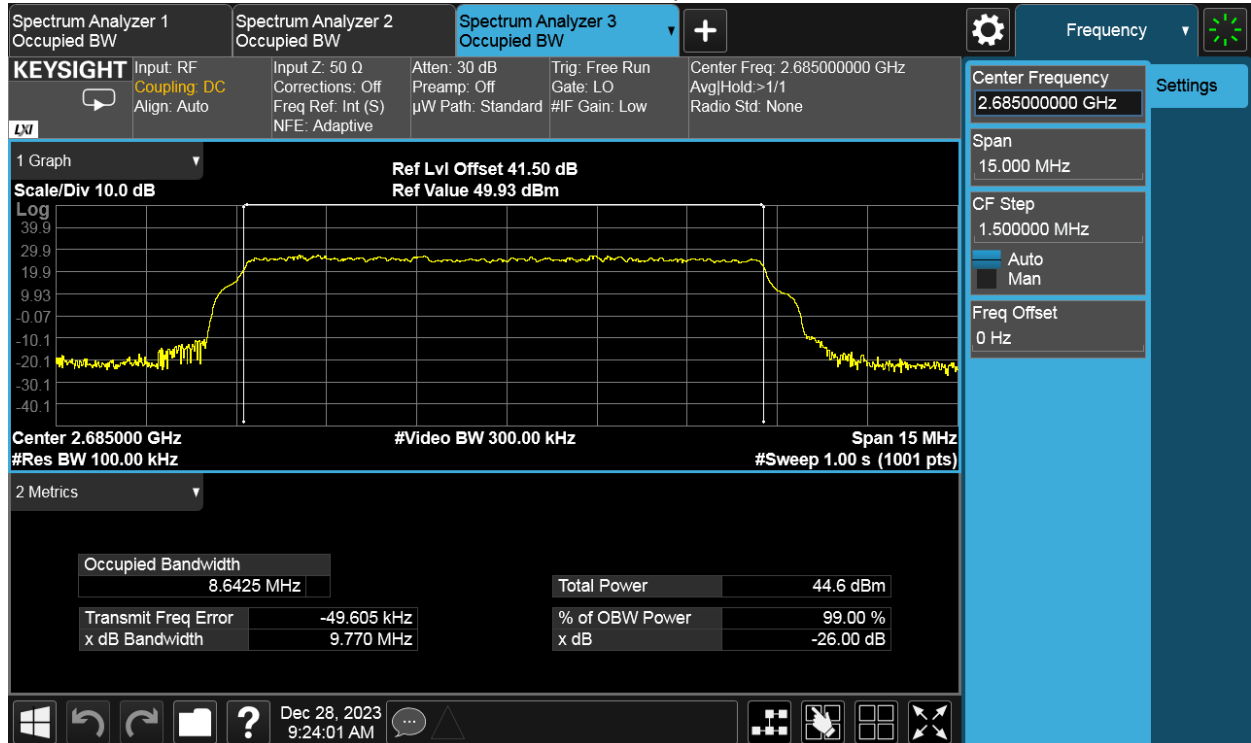 Spectrum Analyzer 1
Occupied BW
Spectrum Analyzer 2
Occupied BW
Spectrum Analyzer 3
Occupied BW
+
Frequency
KEYSIGHT
LXI
Input: RF
Coupling: DC
Align: Auto
Input Z: 50 Ω
Corrections: Off
Freq Ref: Int (S)
NFE: Adaptive
Atten: 30 dB
Preamp: Off
µW Path: Standard
Trig: Free Run
Gate: LO
#IF Gain: Low
Center Freq: 2.685000000 GHz
Avg|Hold:>1/1
Radio Std: None
Center Frequency
2.685000000 GHz
Settings
Span
15.000 MHz
CF Step
1.500000 MHz
Auto
Man
Freq Offset
0 Hz
1 Graph
Ref Lvl Offset 41.50 dB
Scale/Div 10.0 dB
Ref Value 49.93 dBm
Log
39.9
29.9
19.9
9.93
-0.07
-10.1
-20.1
-30.1
-40.1
Center 2.685000 GHz
#Video BW 300.00 kHz
Span 15 MHz
#Res BW 100.00 kHz
#Sweep 1.00 s (1001 pts)
2 Metrics
Occupied Bandwidth
8.6425 MHz
Total Power 44.6 dBm
Transmit Freq Error -49.605 kHz
% of OBW Power 99.00 %
x dB Bandwidth 9.770 MHz
x dB -26.00 dB
?
Dec 28, 2023
9:24:01 AM